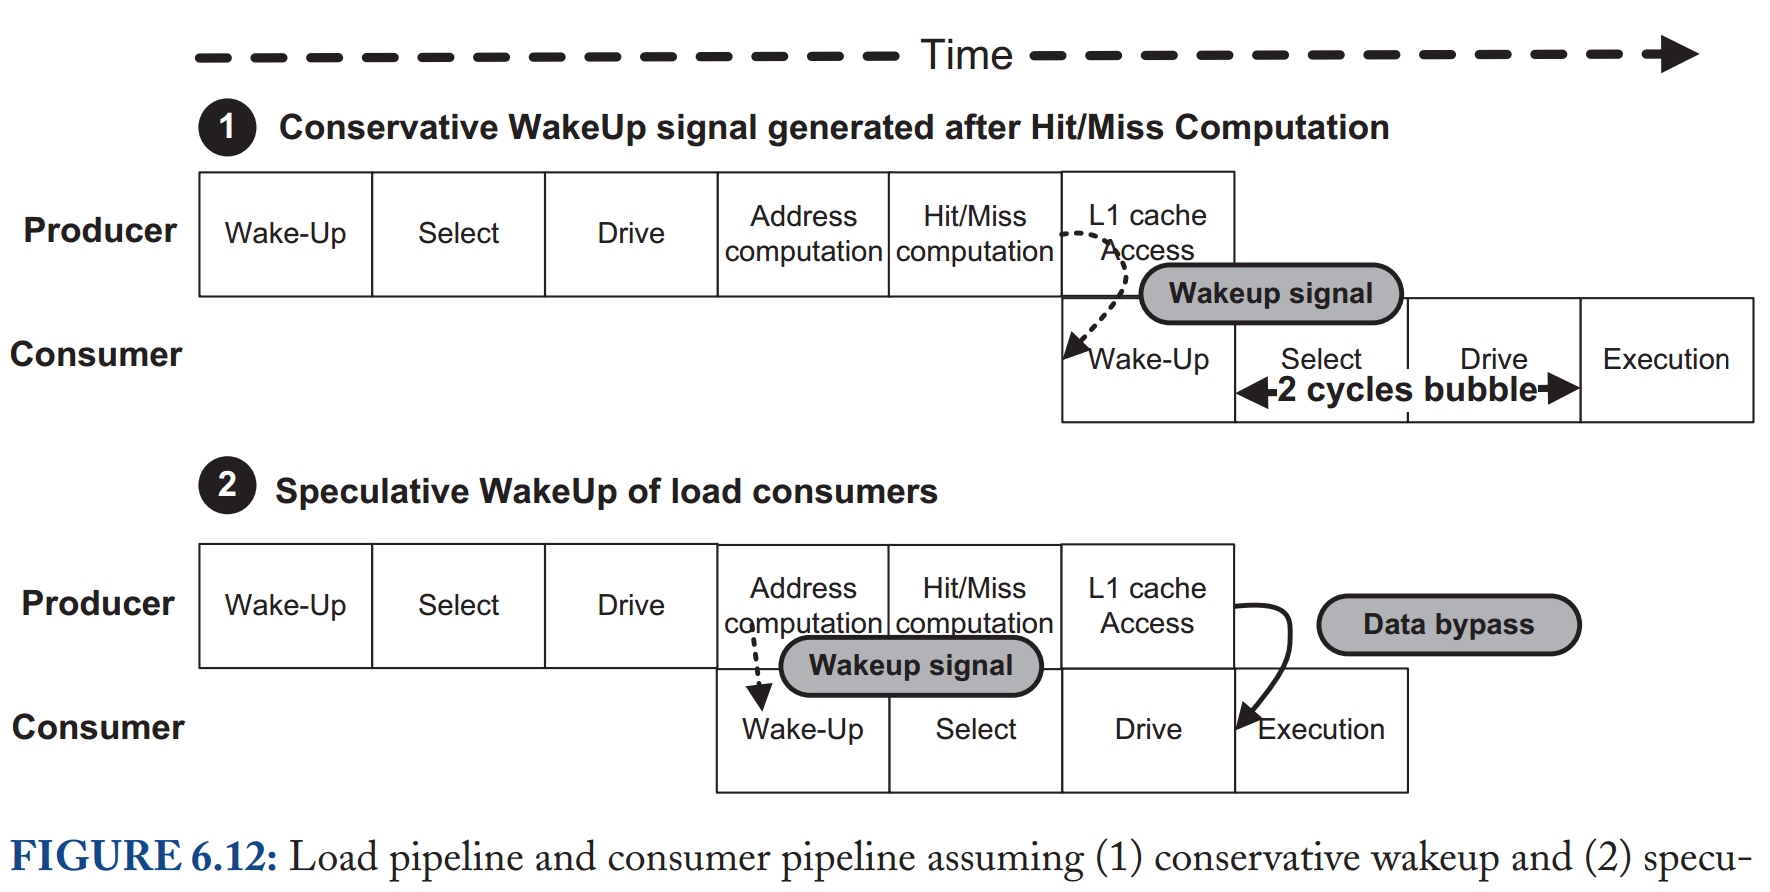 Time
1 Conservative WakeUp signal generated after Hit/Miss Computation
Producer
Wake-Up
Select
Drive
Address
computation
Hit/Miss
computation
L1 cache
Access
Wakeup signal
Consumer
Wake-Up
Select
Drive
Execution
2 cycles bubble
2 Speculative WakeUp of load consumers
Producer
Wake-Up
Select
Drive
Address
computation
Hit/Miss
computation
L1 cache
Access
Data bypass
Wakeup signal
Consumer
Wake-Up
Select
Drive
Execution
FIGURE 6.12: Load pipeline and consumer pipeline assuming (1) conservative wakeup and (2) specu-